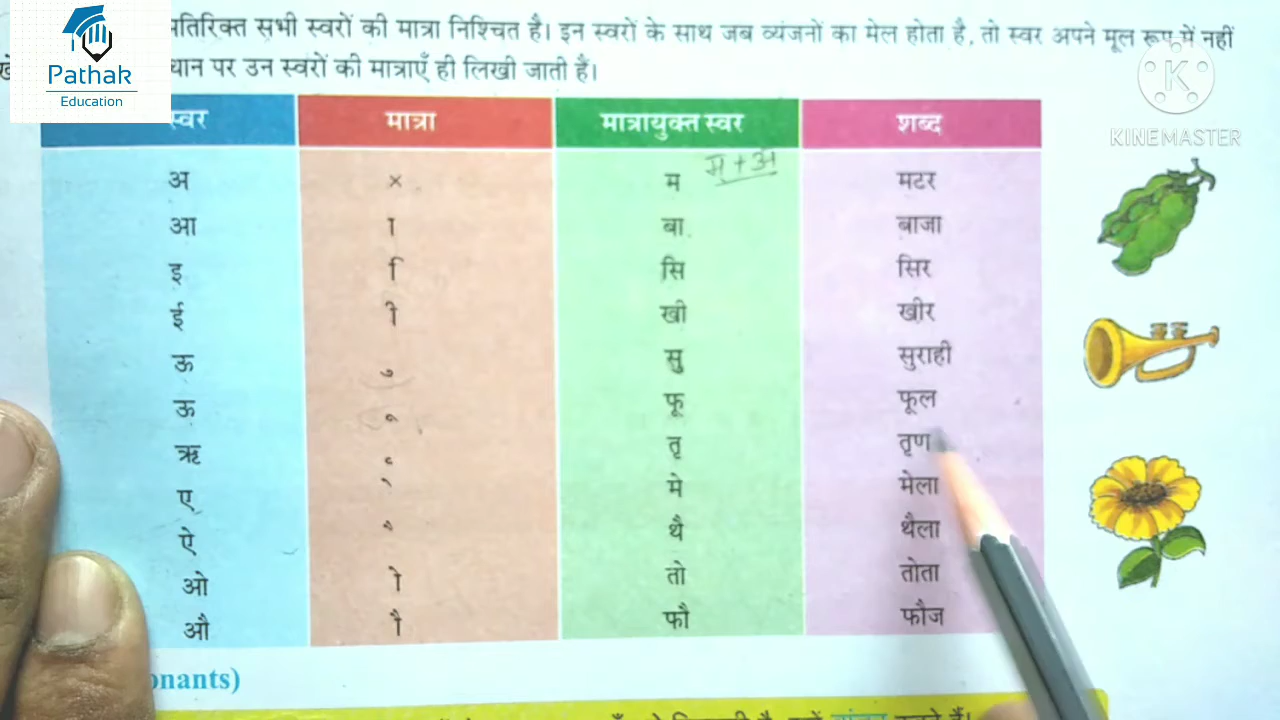 Pathak
Education
सभी स्वरों की मात्रा निश्चित है। इन स्वरों के साथ जब व्यंजनों का मेल होता है, तो स्वर अपने मूल रूप में नहीं
पर उन स्वरों की मात्राएँ ही लिखी जाती हैं।
K
KINEMASTER
स्वर मात्रा मात्रायुक्त स्वर शब्द
अ × म म + अ मटर
आ ा बा बाजा
इ ि सि सिर
ई ी खी खीर
ऊ ु सु सुराही
ऊ ू फू फूल
ऋ ृ तृ तृण
ए े मे मेला
ऐ ै थै थैला
ओ ो तो तोता
औ ौ फौ फौज
onants)